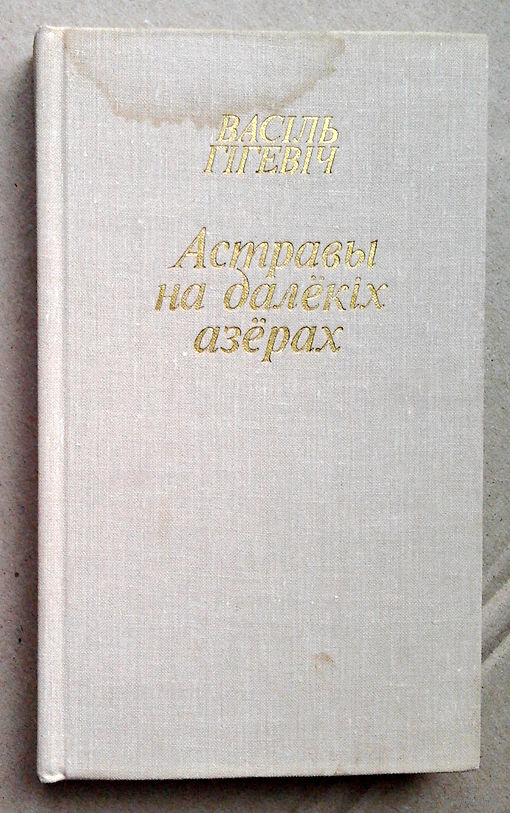 ВАСІЛЬ
ГІГЕВІЧ
Астравы
на далёкіх
азёрах